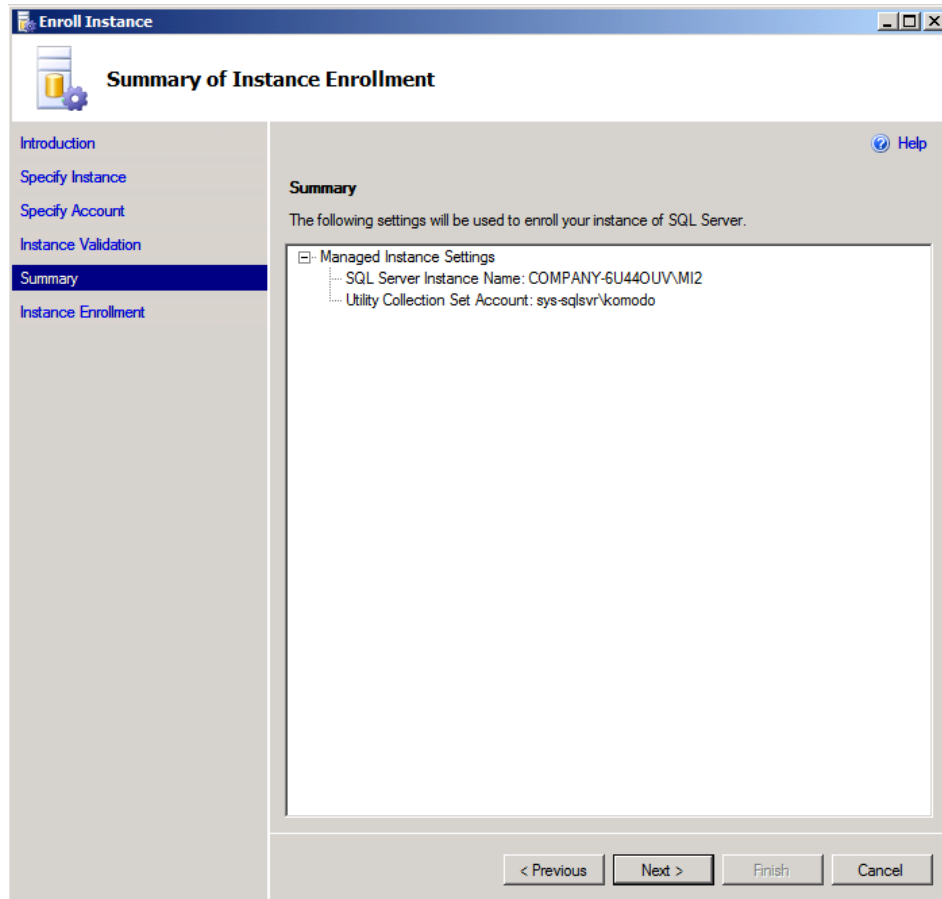 Enroll Instance
Summary of Instance Enrollment
Introduction
Specify Instance
Specify Account
Instance Validation
Summary
Instance Enrollment
Help
Summary
The following settings will be used to enroll your instance of SQL Server.
Managed Instance Settings
SQL Server Instance Name: COMPANY-6U44OUV\MI2
Utility Collection Set Account: sys-sqlsvr\komodo
< Previous
Next >
Finish
Cancel